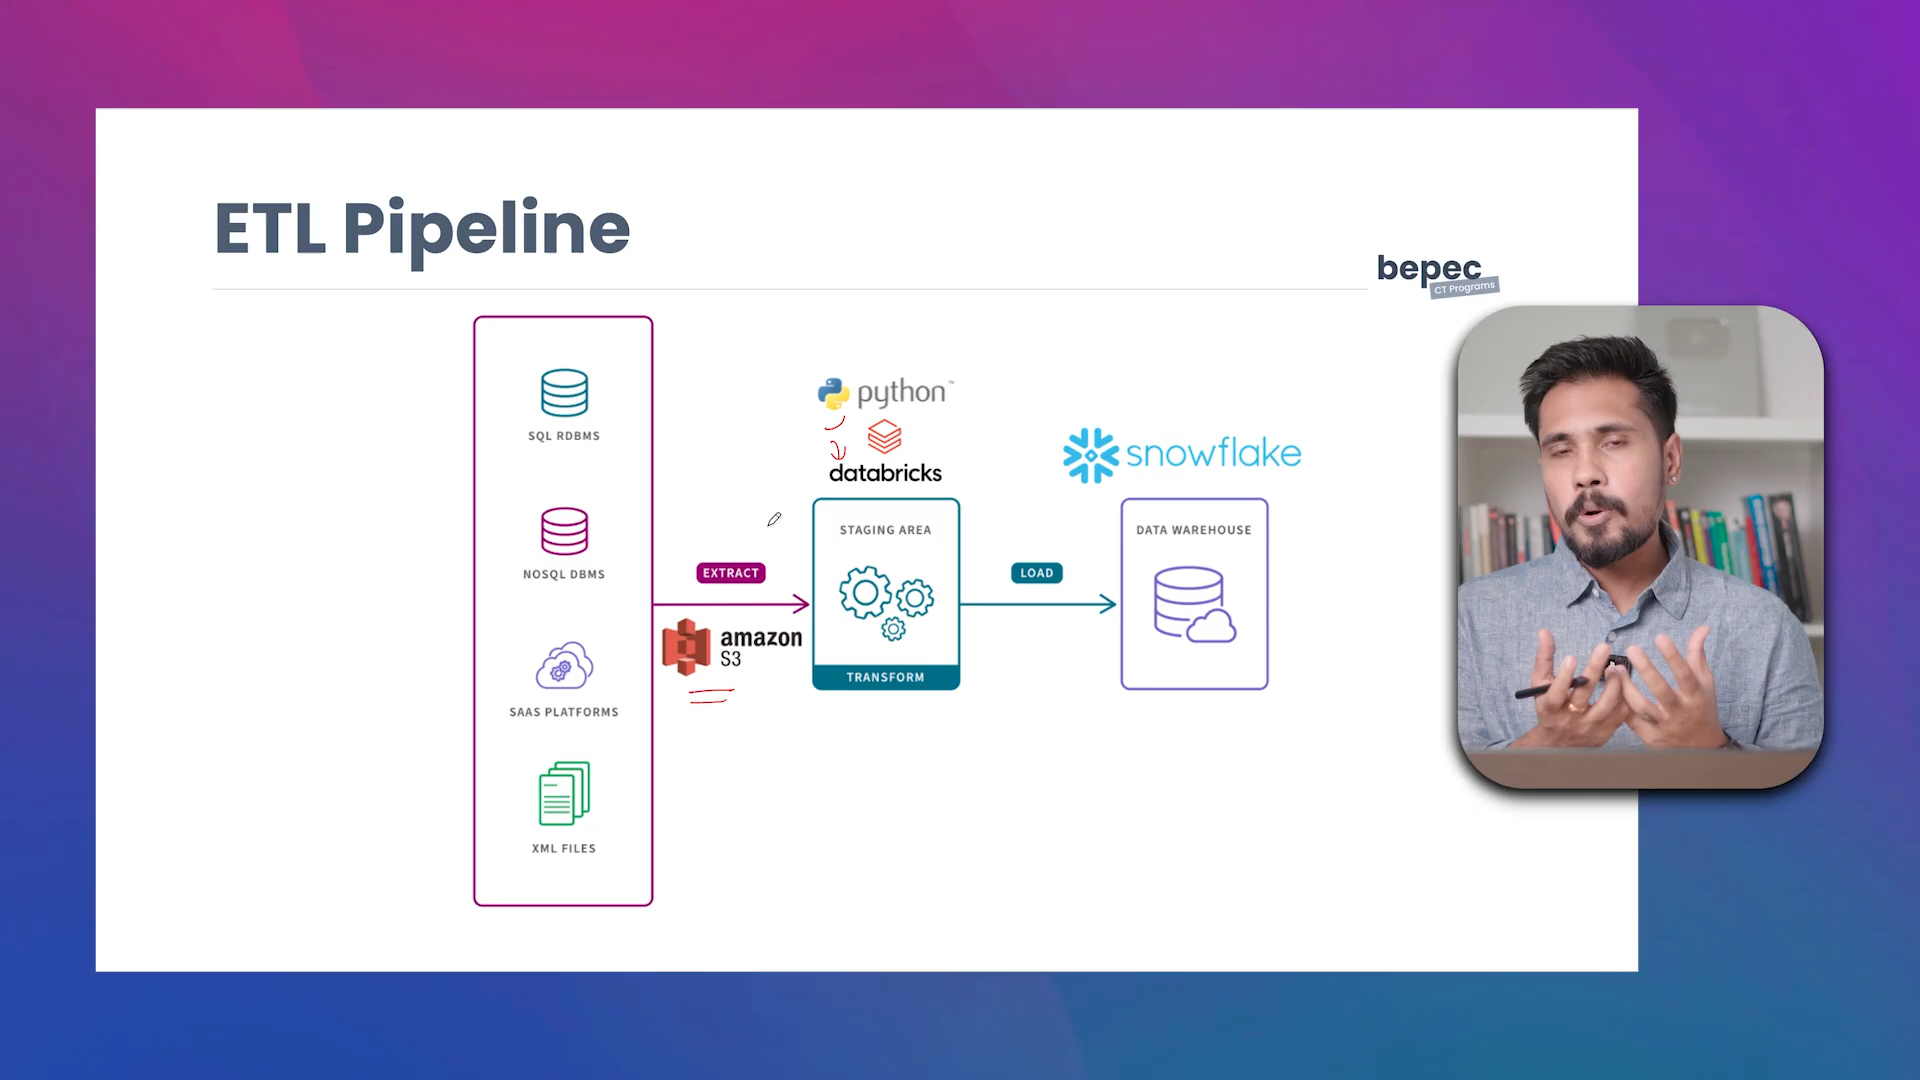 ETL Pipeline
bepec
CT Programs
SQL RDBMS
NOSQL DBMS
SAAS PLATFORMS
XML FILES
EXTRACT
amazon
S3
python™
databricks
STAGING AREA
TRANSFORM
LOAD
snowflake
DATA WAREHOUSE